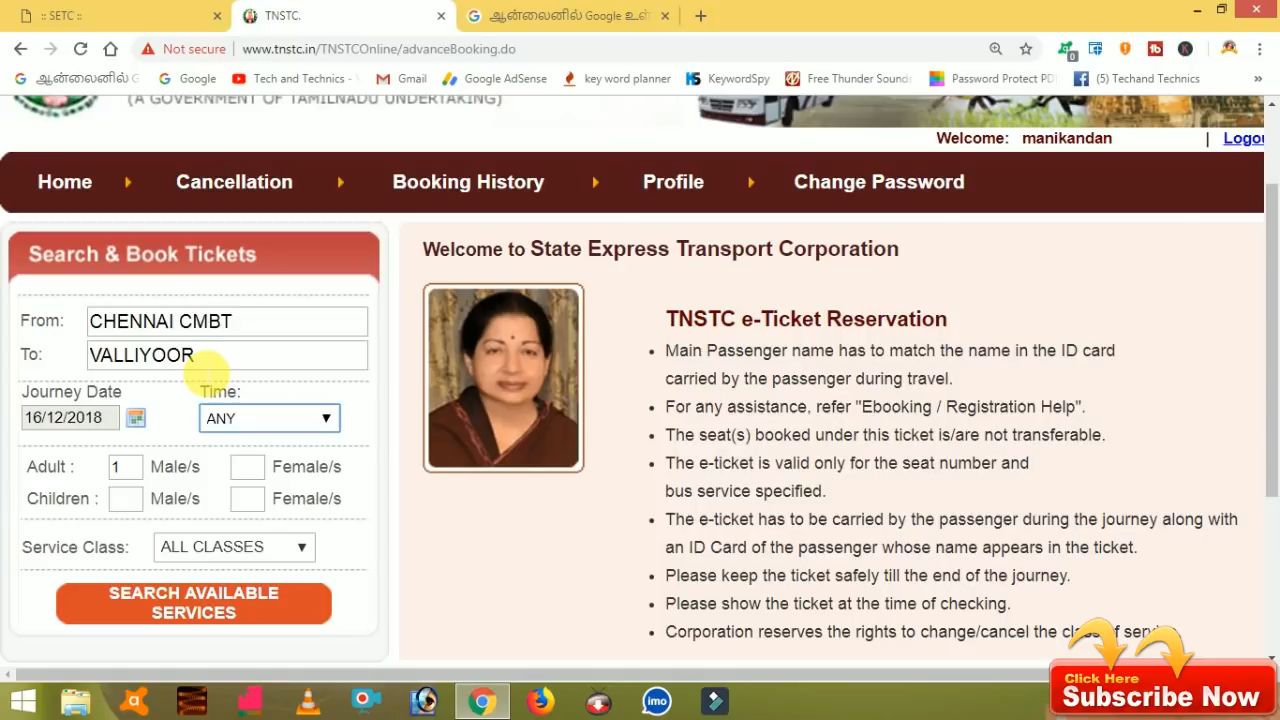 :: SETC ::
TNSTC.
ஆன்லைனில் Google உள்
Not secure
www.tnstc.in/TNSTCOnline/advanceBooking.do
0
ஆன்லைனில் G
Google
Tech and Technics -
Gmail
Google AdSense
key word planner
KeywordSpy
Free Thunder Sound
Password Protect PD
(5) Techand Technics
»
(A GOVERNMENT OF TAMILNADU UNDERTAKING)
Welcome: manikandan | Logou
Home
Cancellation
Booking History
Profile
Change Password
Search & Book Tickets
From: CHENNAI CMBT
To: VALLIYOOR
Journey Date Time:
16/12/2018 ANY
Adult : 1 Male/s Female/s
Children : Male/s Female/s
Service Class: ALL CLASSES
SEARCH AVAILABLE
SERVICES
Welcome to State Express Transport Corporation
TNSTC e-Ticket Reservation
• Main Passenger name has to match the name in the ID card
carried by the passenger during travel.
• For any assistance, refer "Ebooking / Registration Help".
• The seat(s) booked under this ticket is/are not transferable.
• The e-ticket is valid only for the seat number and
bus service specified.
• The e-ticket has to be carried by the passenger during the journey along with
an ID Card of the passenger whose name appears in the ticket.
• Please keep the ticket safely till the end of the journey.
• Please show the ticket at the time of checking.
• Corporation reserves the rights to change/cancel the class of
Click Here
Subscribe Now
imo